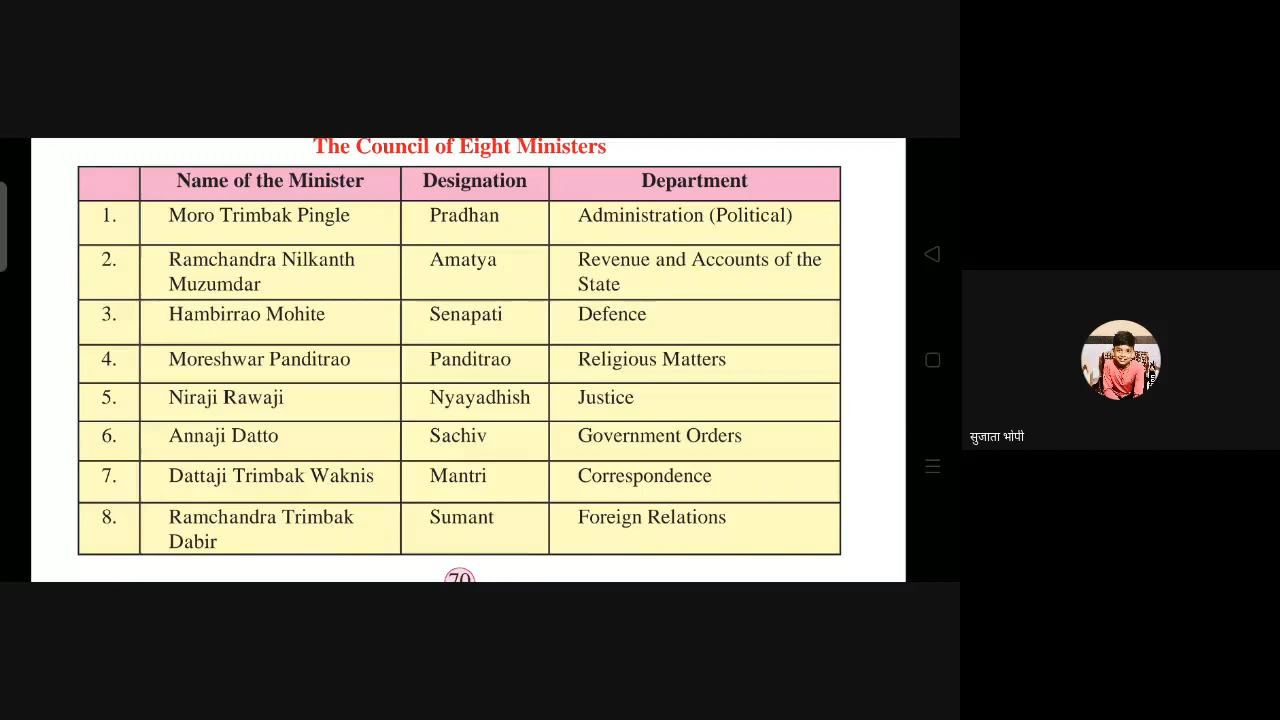 The Council of Eight Ministers
Name of the Minister Designation Department
1. Moro Trimbak Pingle Pradhan Administration (Political)
2. Ramchandra Nilkanth Amatya Revenue and Accounts of the
Muzumdar State
3. Hambirrao Mohite Senapati Defence
4. Moreshwar Panditrao Panditrao Religious Matters
5. Niraji Rawaji Nyayadhish Justice
6. Annaji Datto Sachiv Government Orders
7. Dattaji Trimbak Waknis Mantri Correspondence
8. Ramchandra Trimbak Sumant Foreign Relations
Dabir
70
सुजाता भोपी